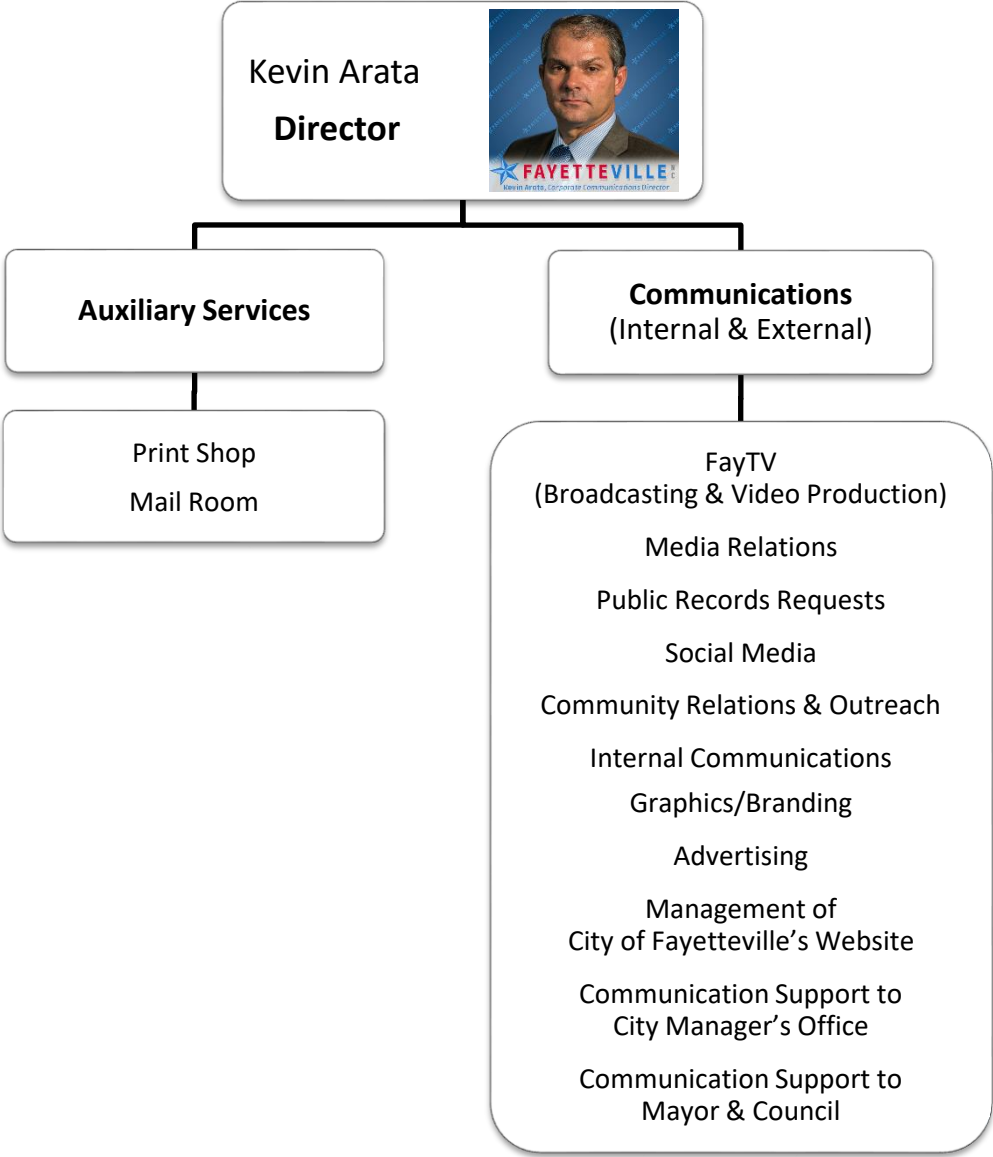 Kevin Arata
Director
FAYETTEVILLE
Kevin Arata, Corporate Communications Director
Auxiliary Services
Communications
(Internal & External)
Print Shop
Mail Room
FayTV
(Broadcasting & Video Production)
Media Relations
Public Records Requests
Social Media
Community Relations & Outreach
Internal Communications
Graphics/Branding
Advertising
Management of
City of Fayetteville’s Website
Communication Support to
City Manager’s Office
Communication Support to
Mayor & Council